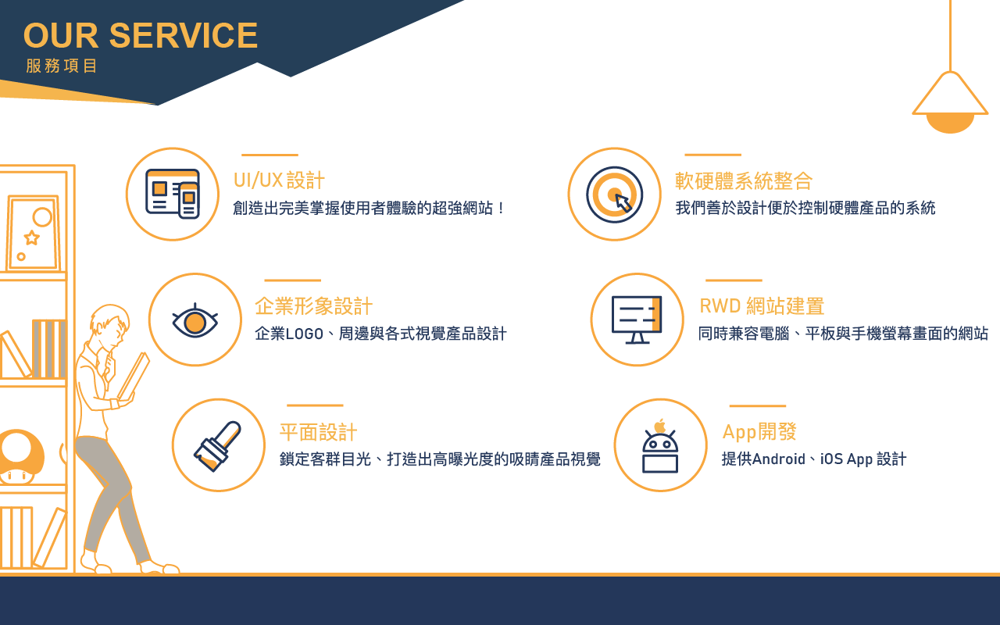 OUR SERVICE
服務項目
UI/UX 設計
創造出完美掌握使用者體驗的超強網站！
軟硬體系統整合
我們善於設計便於控制硬體產品的系統
企業形象設計
企業LOGO、周邊與各式視覺產品設計
RWD 網站建置
同時兼容電腦、平板與手機螢幕畫面的網站
平面設計
鎖定客群目光、打造出高曝光度的吸睛產品視覺
App開發
提供Android、iOS App 設計